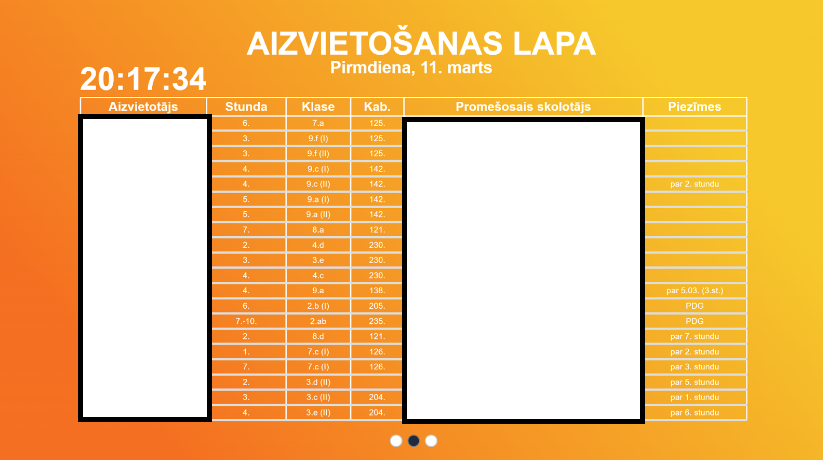 AIZVIETOŠANAS LAPA
Pirmdiena, 11. marts
20:17:34
Aizvietotājs Stunda Klase Kab. Promešosais skolotājs Piezīmes
6. 7.a 125.
3. 9.f (I) 125.
3. 9.f (II) 125.
4. 9.c (I) 142.
4. 9.c (II) 142. par 2. stundu
5. 9.a (I) 142.
5. 9.a (II) 142.
7. 8.a 121.
2. 4.d 230.
3. 3.e 230.
4. 4.c 230.
4. 9.a 138. par 5.03. (3.st.)
6. 2.b (I) 205. PDG
7.-10. 2.ab 235. PDG
2. 8.d 121. par 7. stundu
1. 7.c (I) 126. par 2. stundu
7. 7.c (I) 126. par 3. stundu
2. 3.d (II) par 5. stundu
3. 3.c (II) 204. par 1. stundu
4. 3.e (II) 204. par 6. stundu